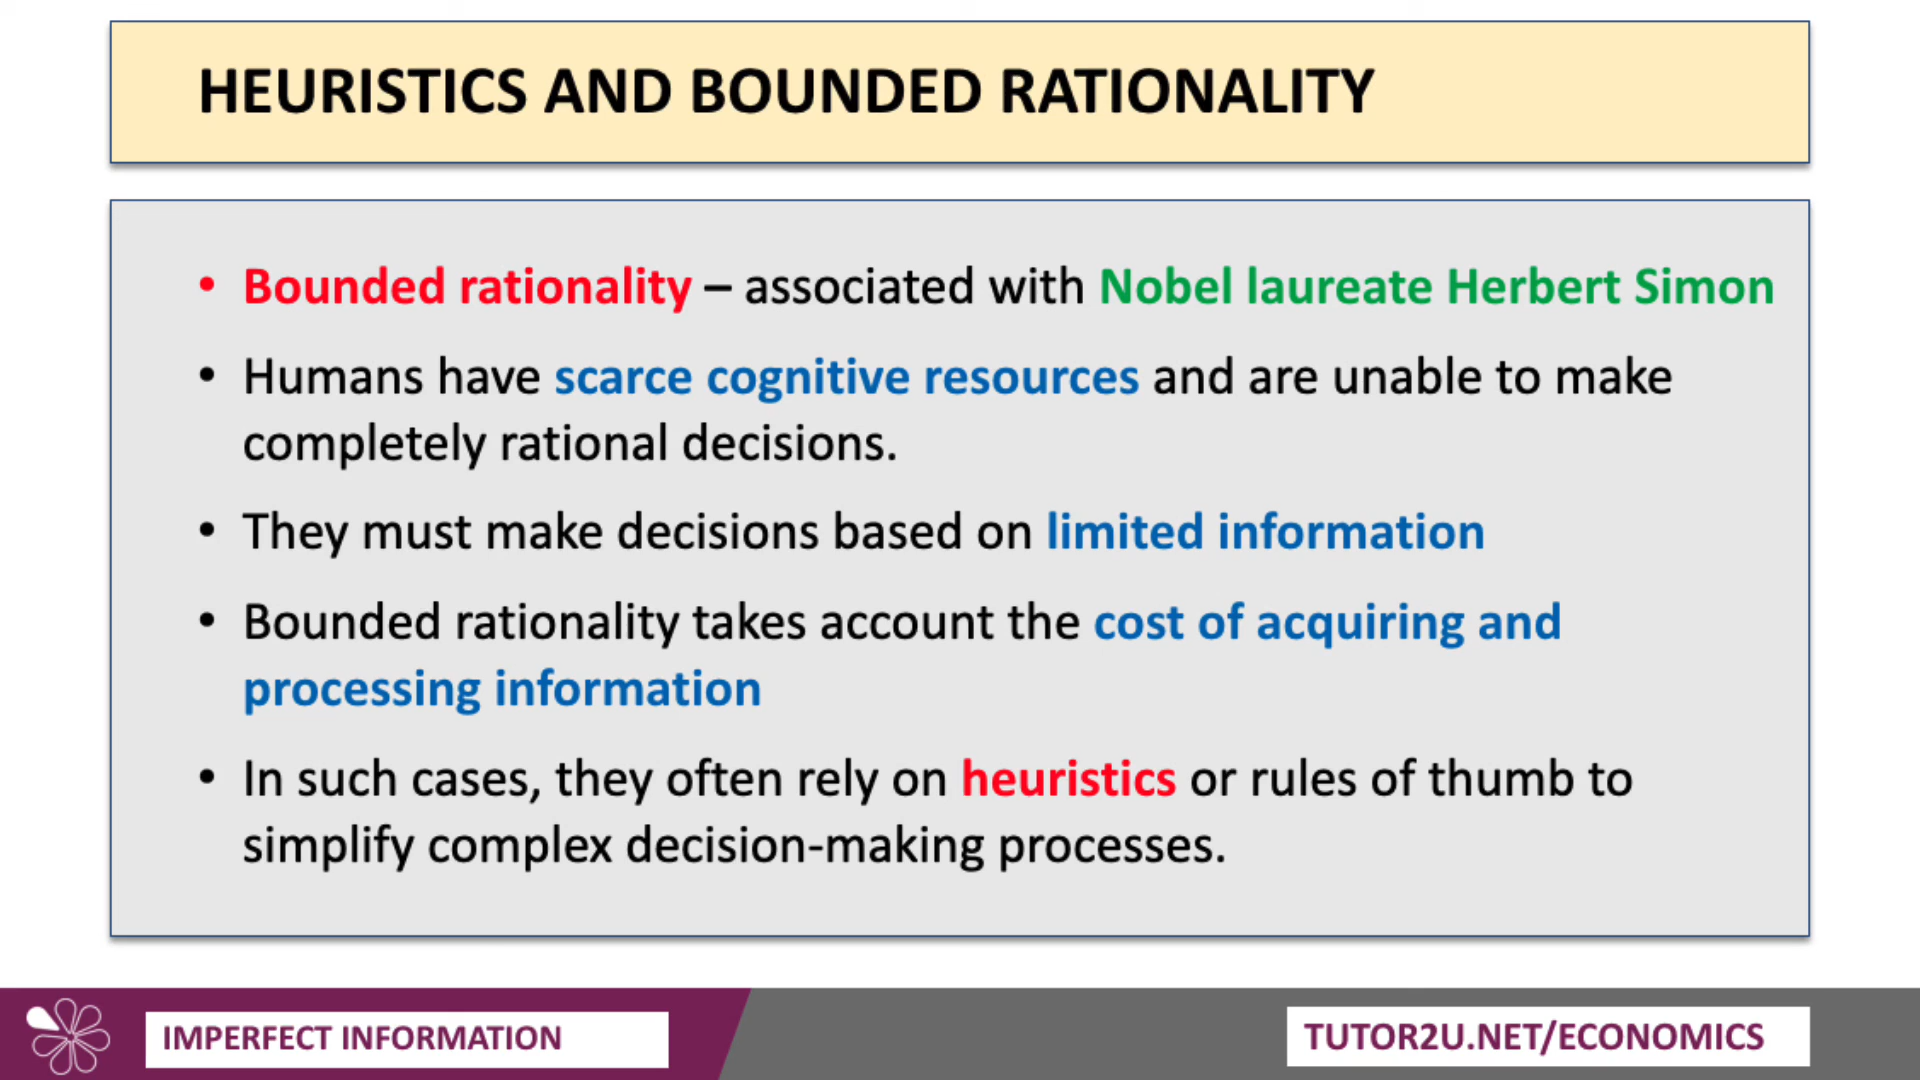 HEURISTICS AND BOUNDED RATIONALITY
• Bounded rationality – associated with Nobel laureate Herbert Simon
• Humans have scarce cognitive resources and are unable to make
completely rational decisions.
• They must make decisions based on limited information
• Bounded rationality takes account the cost of acquiring and
processing information
• In such cases, they often rely on heuristics or rules of thumb to
simplify complex decision-making processes.
IMPERFECT INFORMATION
TUTOR2U.NET/ECONOMICS